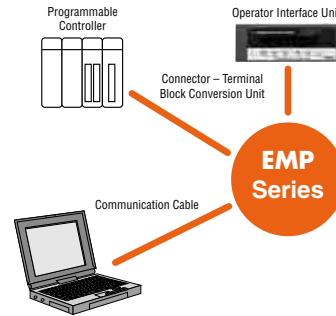 Programmable
Controller
Operator Interface Uni
Connector – Terminal
Block Conversion Unit
EMP
Series
Communication Cable